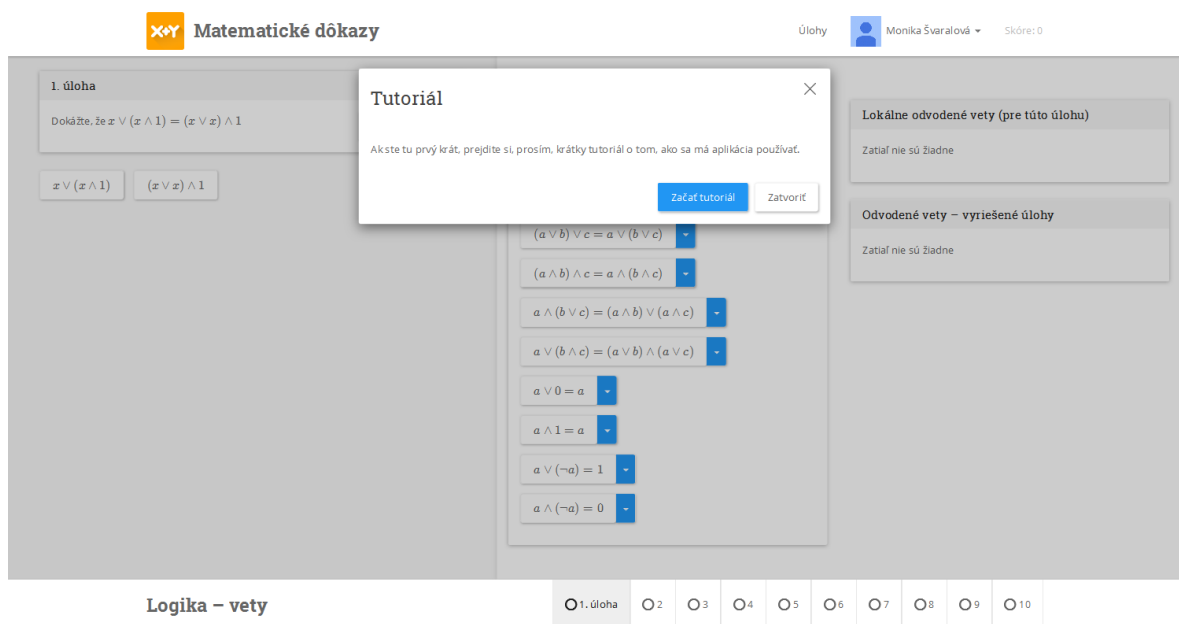 X+Y Matematické dôkazy
Úlohy
Monika Švaralová
Skóre: 0
1. úloha
Dokážte, že x ∨ (x ∧ 1) = (x ∨ x) ∧ 1
x ∨ (x ∧ 1)
(x ∨ x) ∧ 1
Tutoriál
Ak ste tu prvý krát, prejdite si, prosím, krátky tutoriál o tom, ako sa má aplikácia používať.
Začať tutoriál
Zatvoriť
(a ∨ b) ∨ c = a ∨ (b ∨ c)
(a ∧ b) ∧ c = a ∧ (b ∧ c)
a ∧ (b ∨ c) = (a ∧ b) ∨ (a ∧ c)
a ∨ (b ∧ c) = (a ∨ b) ∧ (a ∨ c)
a ∨ 0 = a
a ∧ 1 = a
a ∨ (¬a) = 1
a ∧ (¬a) = 0
Lokálne odvodené vety (pre túto úlohu)
Zatiaľ nie sú žiadne
Odvodené vety – vyriešené úlohy
Zatiaľ nie sú žiadne
Logika – vety
1. úloha
2
3
4
5
6
7
8
9
10